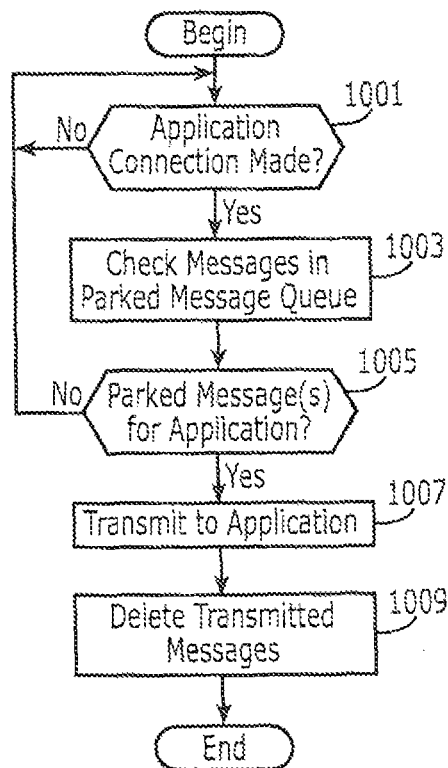 Begin
1001
No
Application
Connection Made?
Yes
1003
Check Messages in
Parked Message Queue
1005
No
Parked Message(s)
for Application?
Yes
1007
Transmit to Application
1009
Delete Transmitted
Messages
End